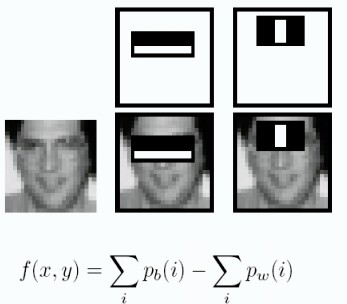 f(x, y) = ∑_i p_b(i) − ∑_i p_w(i)